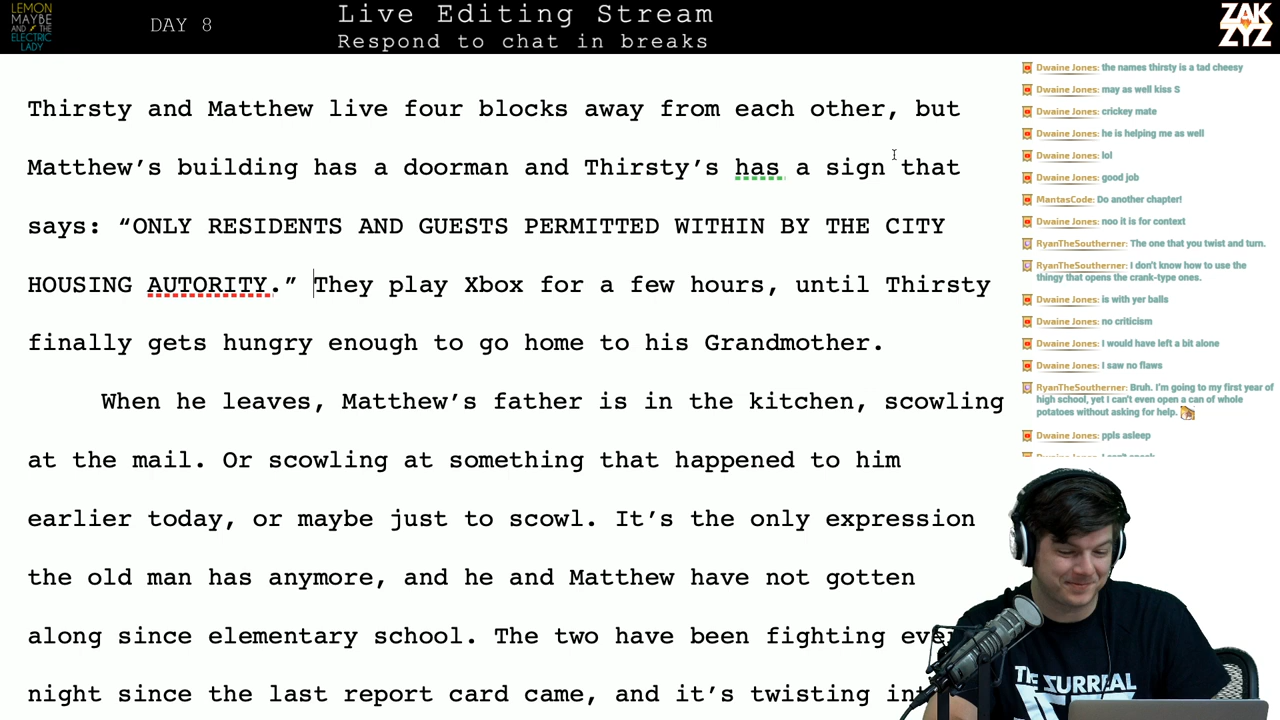 LEMON
MAYBE
AND THE
ELECTRIC
LADY
DAY 8
Live Editing Stream
Respond to chat in breaks
ZAK
ZYZ
Thirsty and Matthew live four blocks away from each other, but
Matthew’s building has a doorman and Thirsty’s has a sign that
says: “ONLY RESIDENTS AND GUESTS PERMITTED WITHIN BY THE CITY
HOUSING AUTORITY.” They play Xbox for a few hours, until Thirsty
finally gets hungry enough to go home to his Grandmother.
When he leaves, Matthew’s father is in the kitchen, scowling
at the mail. Or scowling at something that happened to him
earlier today, or maybe just to scowl. It’s the only expression
the old man has anymore, and he and Matthew have not gotten
along since elementary school. The two have been fighting every
night since the last report card came, and it’s twisting
Dwaine Jones: the names thirsty is a tad cheesy
Dwaine Jones: may as well kiss S
Dwaine Jones: crickey mate
Dwaine Jones: he is helping me as well
Dwaine Jones: lol
Dwaine Jones: good job
MantasCode: Do another chapter!
Dwaine Jones: noo it is for context
RyanTheSoutherner: The one that you twist and turn.
RyanTheSoutherner: I don't know how to use the
thingy that opens the crank-type ones.
Dwaine Jones: is with yer balls
Dwaine Jones: no criticism
Dwaine Jones: I would have left a bit alone
Dwaine Jones: I saw no flaws
RyanTheSoutherner: Bruh. I'm going to my first year of
high school, yet I can't even open a can of whole
potatoes without asking for help.
Dwaine Jones: ppls asleep
THE SURREAL